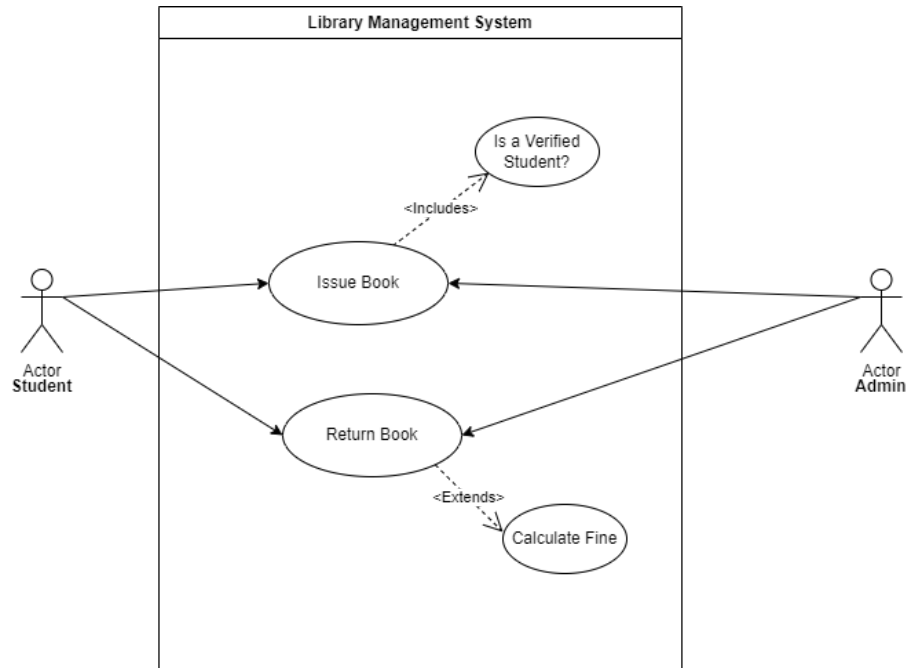 Library Management System
Is a Verified
Student?
<Includes>
Issue Book
Actor
Student
Actor
Admin
Return Book
<Extends>
Calculate Fine